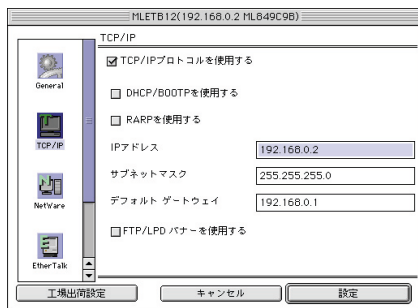 MLETB12(192.168.0.2 ML849C9B)
TCP/IP
General
TCP/IP
NetWare
EtherTalk
TCP/IPプロトコルを使用する
DHCP/BOOTPを使用する
RARPを使用する
IPアドレス 192.168.0.2
サブネットマスク 255.255.255.0
デフォルト ゲートウェイ 192.168.0.1
FTP/LPD バナーを使用する
工場出荷設定 キャンセル 設定